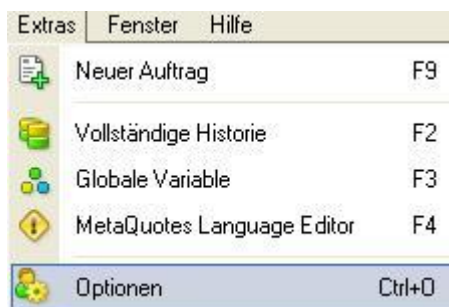 Extras Fenster Hilfe
Neuer Auftrag F9
Vollständige Historie F2
Globale Variable F3
MetaQuotes Language Editor F4
Optionen Ctrl+O